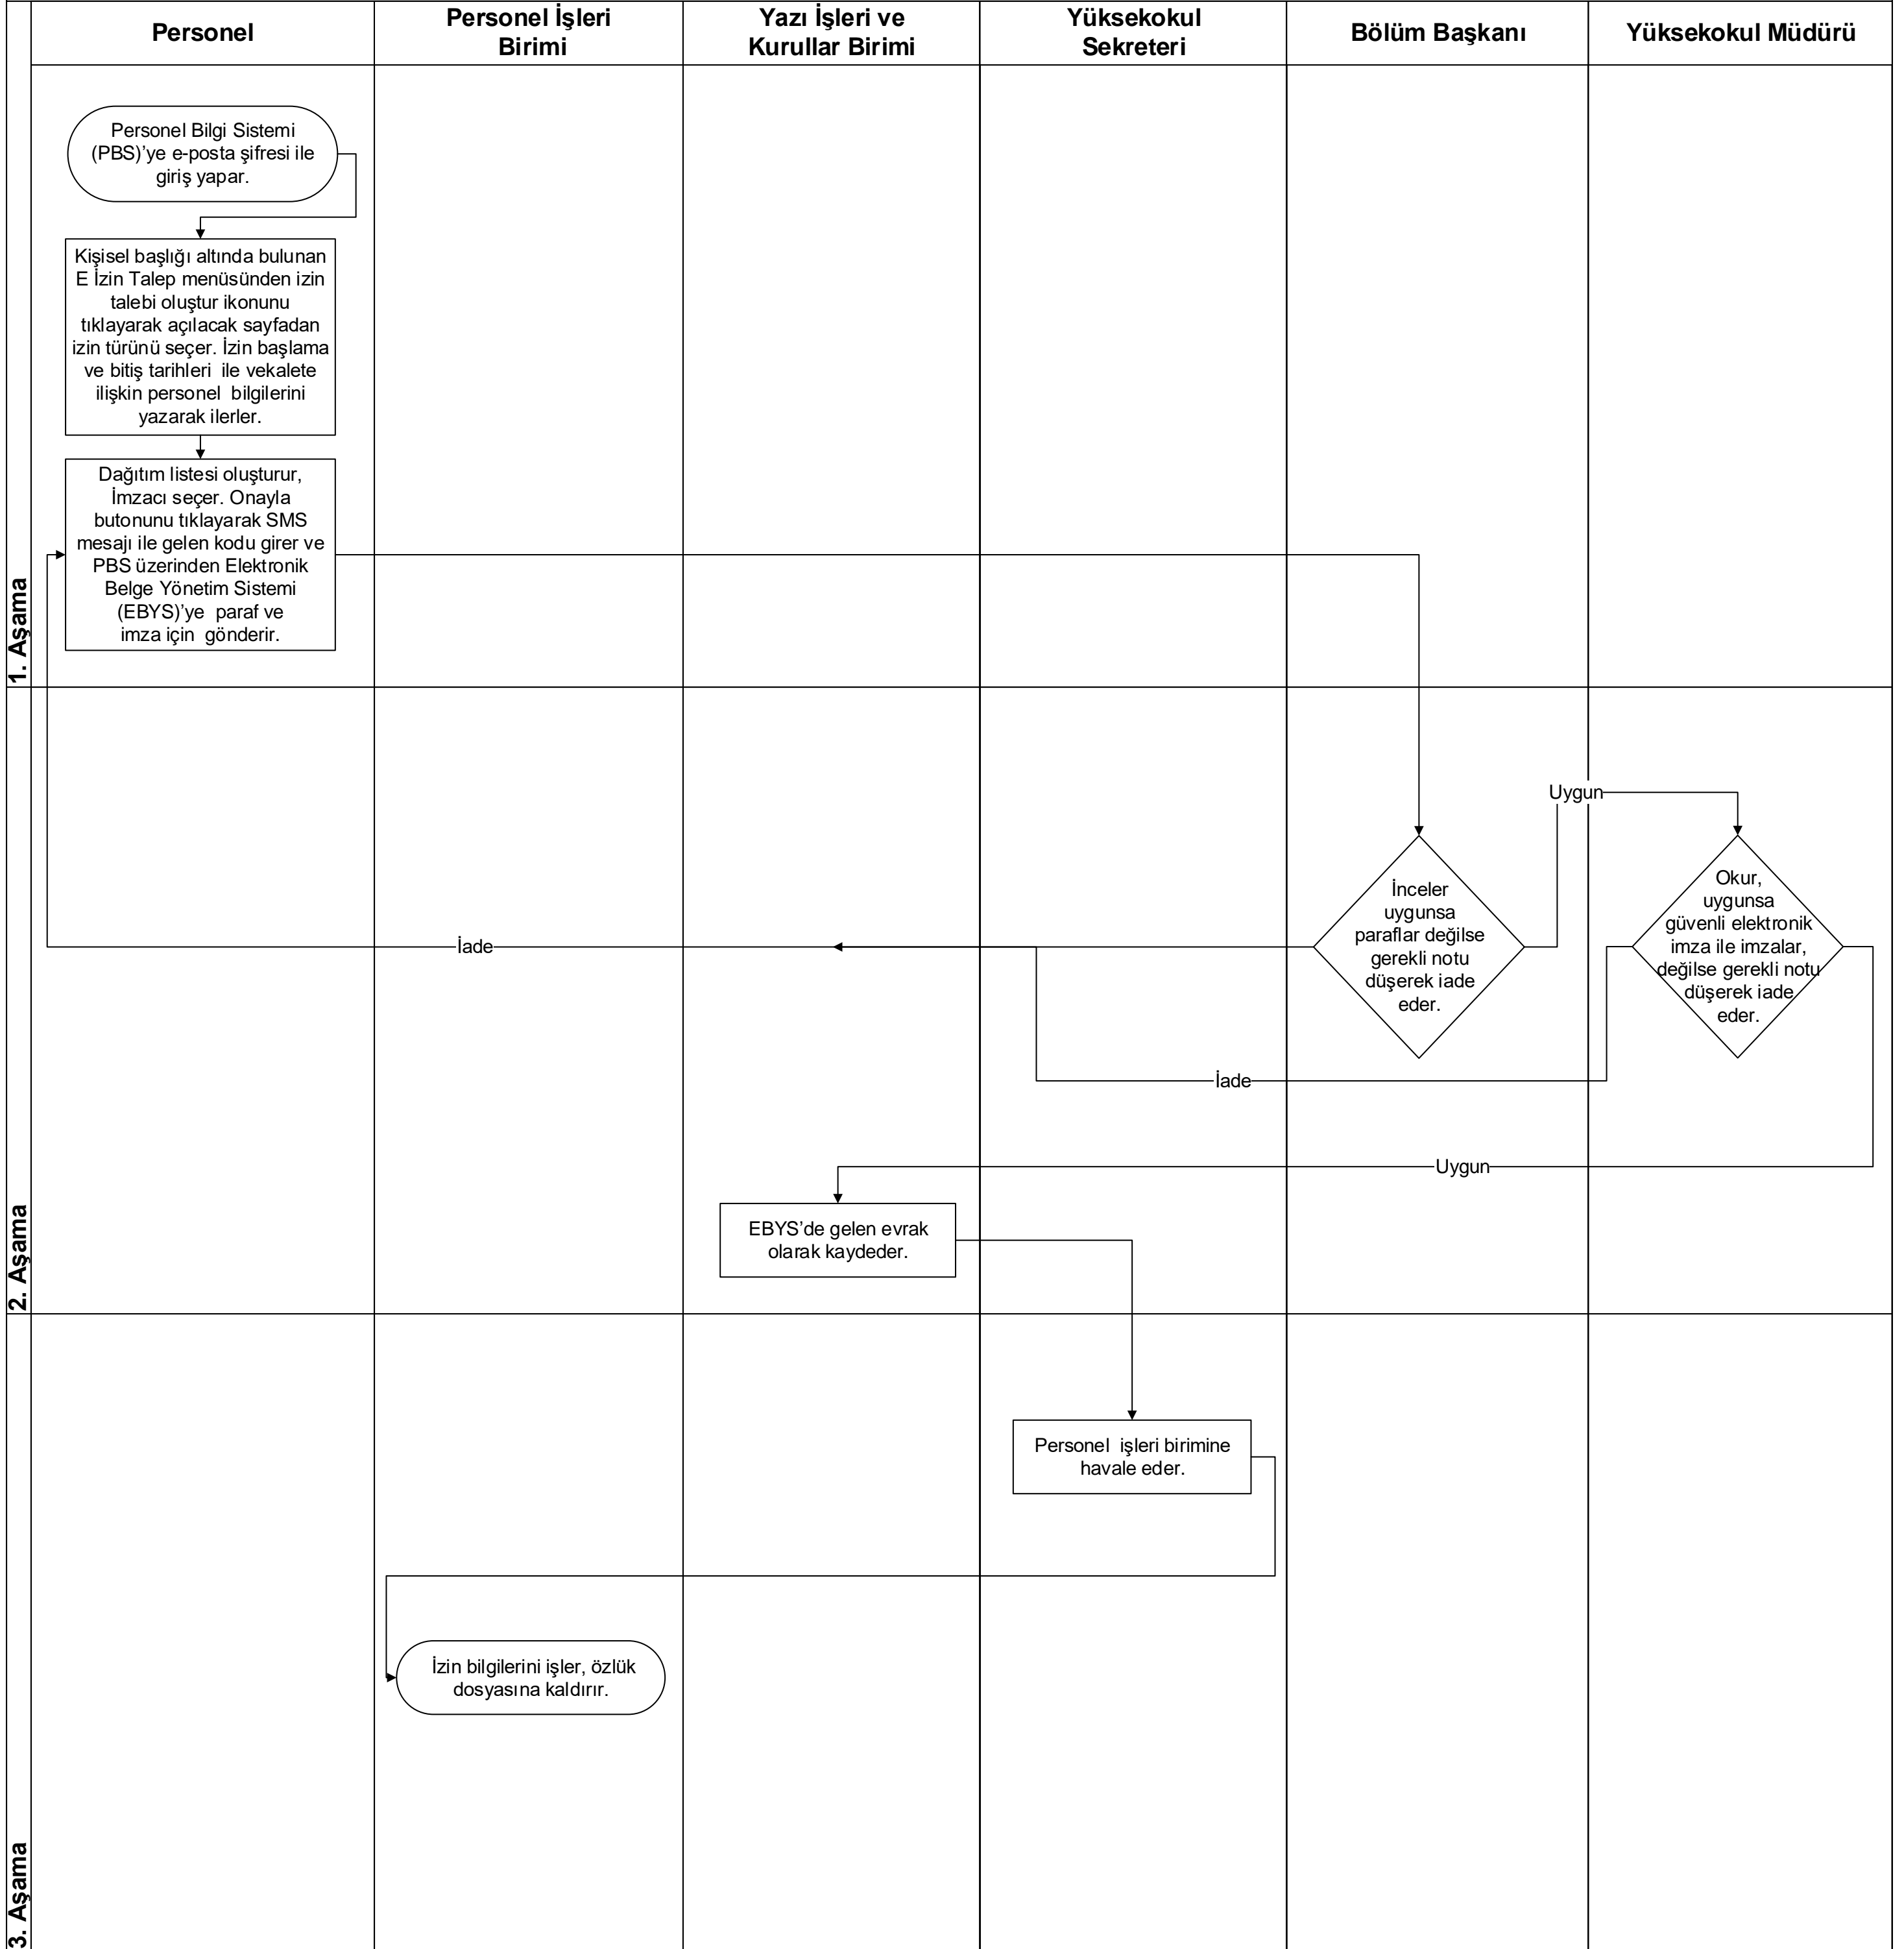 Personel
Personel İşleri
Birimi
Yazı İşleri ve
Kurullar Birimi
Yüksekokul
Sekreteri
Bölüm Başkanı
Yüksekokul Müdürü
1. Aşama
Personel Bilgi Sistemi
(PBS)’ye e-posta şifresi ile
giriş yapar.
Kişisel başlığı altında bulunan
E İzin Talep menüsünden izin
talebi oluştur ikonunu
tıklayarak açılacak sayfadan
izin türünü seçer. İzin başlama
ve bitiş tarihleri ile vekalete
ilişkin personel bilgilerini
yazarak ilerler.
Dağıtım listesi oluşturur,
İmzacı seçer. Onayla
butonunu tıklayarak SMS
mesajı ile gelen kodu girer ve
PBS üzerinden Elektronik
Belge Yönetim Sistemi
(EBYS)’ye paraf ve
imza için gönderir.
2. Aşama
Uygun
İnceler
uygunsa
paraflar değilse
gerekli notu
düşerek iade
eder.
Okur,
uygunsa
güvenli elektronik
imza ile imzalar,
değilse gerekli notu
düşerek iade
eder.
İade
İade
Uygun
EBYS’de gelen evrak
olarak kaydeder.
3. Aşama
Personel işleri birimine
havale eder.
İzin bilgilerini işler, özlük
dosyasına kaldırır.